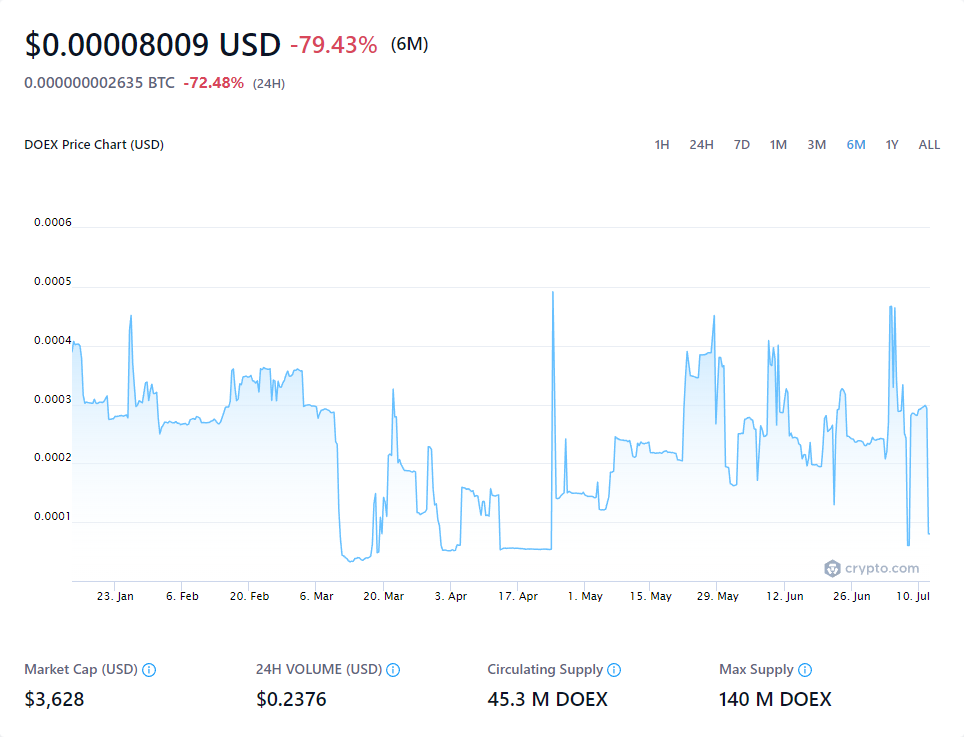 $0.00008009 USD -79.43% (6M)
0.000000002635 BTC -72.48% (24H)
DOEX Price Chart (USD) 1H 24H 7D 1M 3M 6M 1Y ALL
0.0006
0.0005
0.0004
0.0003
0.0002
0.0001
crypto.com
23. Jan 6. Feb 20. Feb 6. Mar 20. Mar 3. Apr 17. Apr 1. May 15. May 29. May 12. Jun 26. Jun 10. Jul
Market Cap (USD) 24H VOLUME (USD) Circulating Supply Max Supply
$3,628 $0.2376 45.3 M DOEX 140 M DOEX